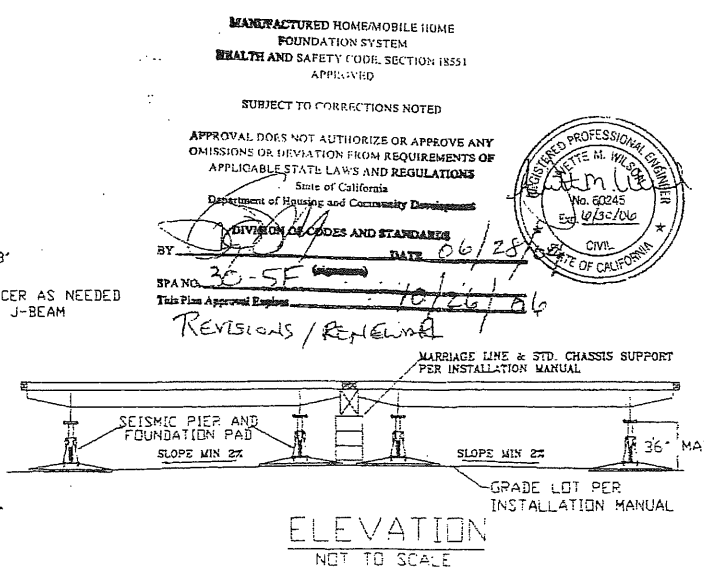 MANUFACTURED HOME/MOBILE HOME
FOUNDATION SYSTEM
HEALTH AND SAFETY CODE, SECTION 18551
APPROVED
SUBJECT TO CORRECTIONS NOTED
APPROVAL DOES NOT AUTHORIZE OR APPROVE ANY
OMISSIONS OR DEVIATION FROM REQUIREMENTS OF
APPLICABLE STATE LAWS AND REGULATIONS
State of California
Department of Housing and Community Development
DIVISION OF CODES AND STANDARDS
BY DATE 06/28/
(signature)
SPA NO. 30-5F
This Plan Approval Expires 10/26/06
REVISIONS / RENEWAL
REGISTERED PROFESSIONAL ENGINEER
M. WILSON
No. 60245
Exp. 6/30/06
CIVIL
STATE OF CALIFORNIA
CER AS NEEDED
J-BEAM
MARRIAGE LINE & STD. CHASSIS SUPPORT
PER INSTALLATION MANUAL
SEISMIC PIER AND
FOUNDATION PAD
SLOPE MIN 2%
SLOPE MIN 2%
36" MA
GRADE LOT PER
INSTALLATION MANUAL
ELEVATION
NOT TO SCALE